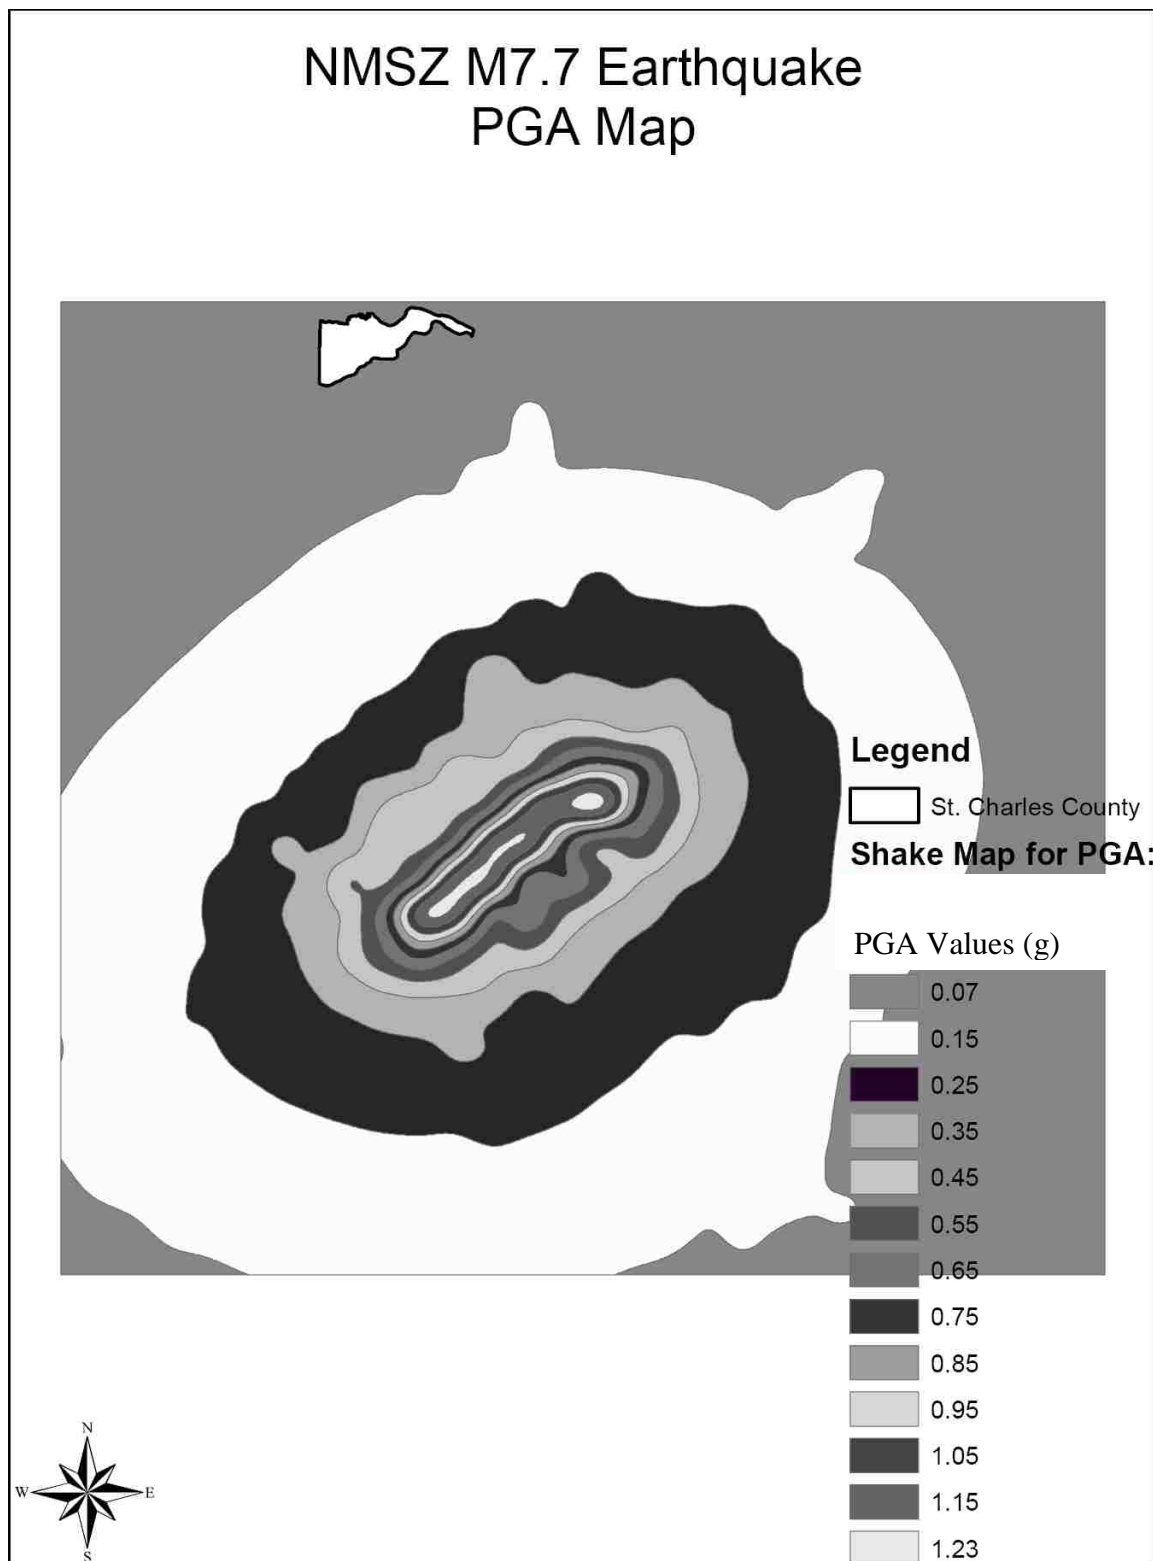 NMSZ M7.7 Earthquake
PGA Map
Legend
St. Charles County
Shake Map for PGA:
PGA Values (g)
0.07
0.15
0.25
0.35
0.45
0.55
0.65
0.75
0.85
0.95
1.05
1.15
1.23
N
W E
S